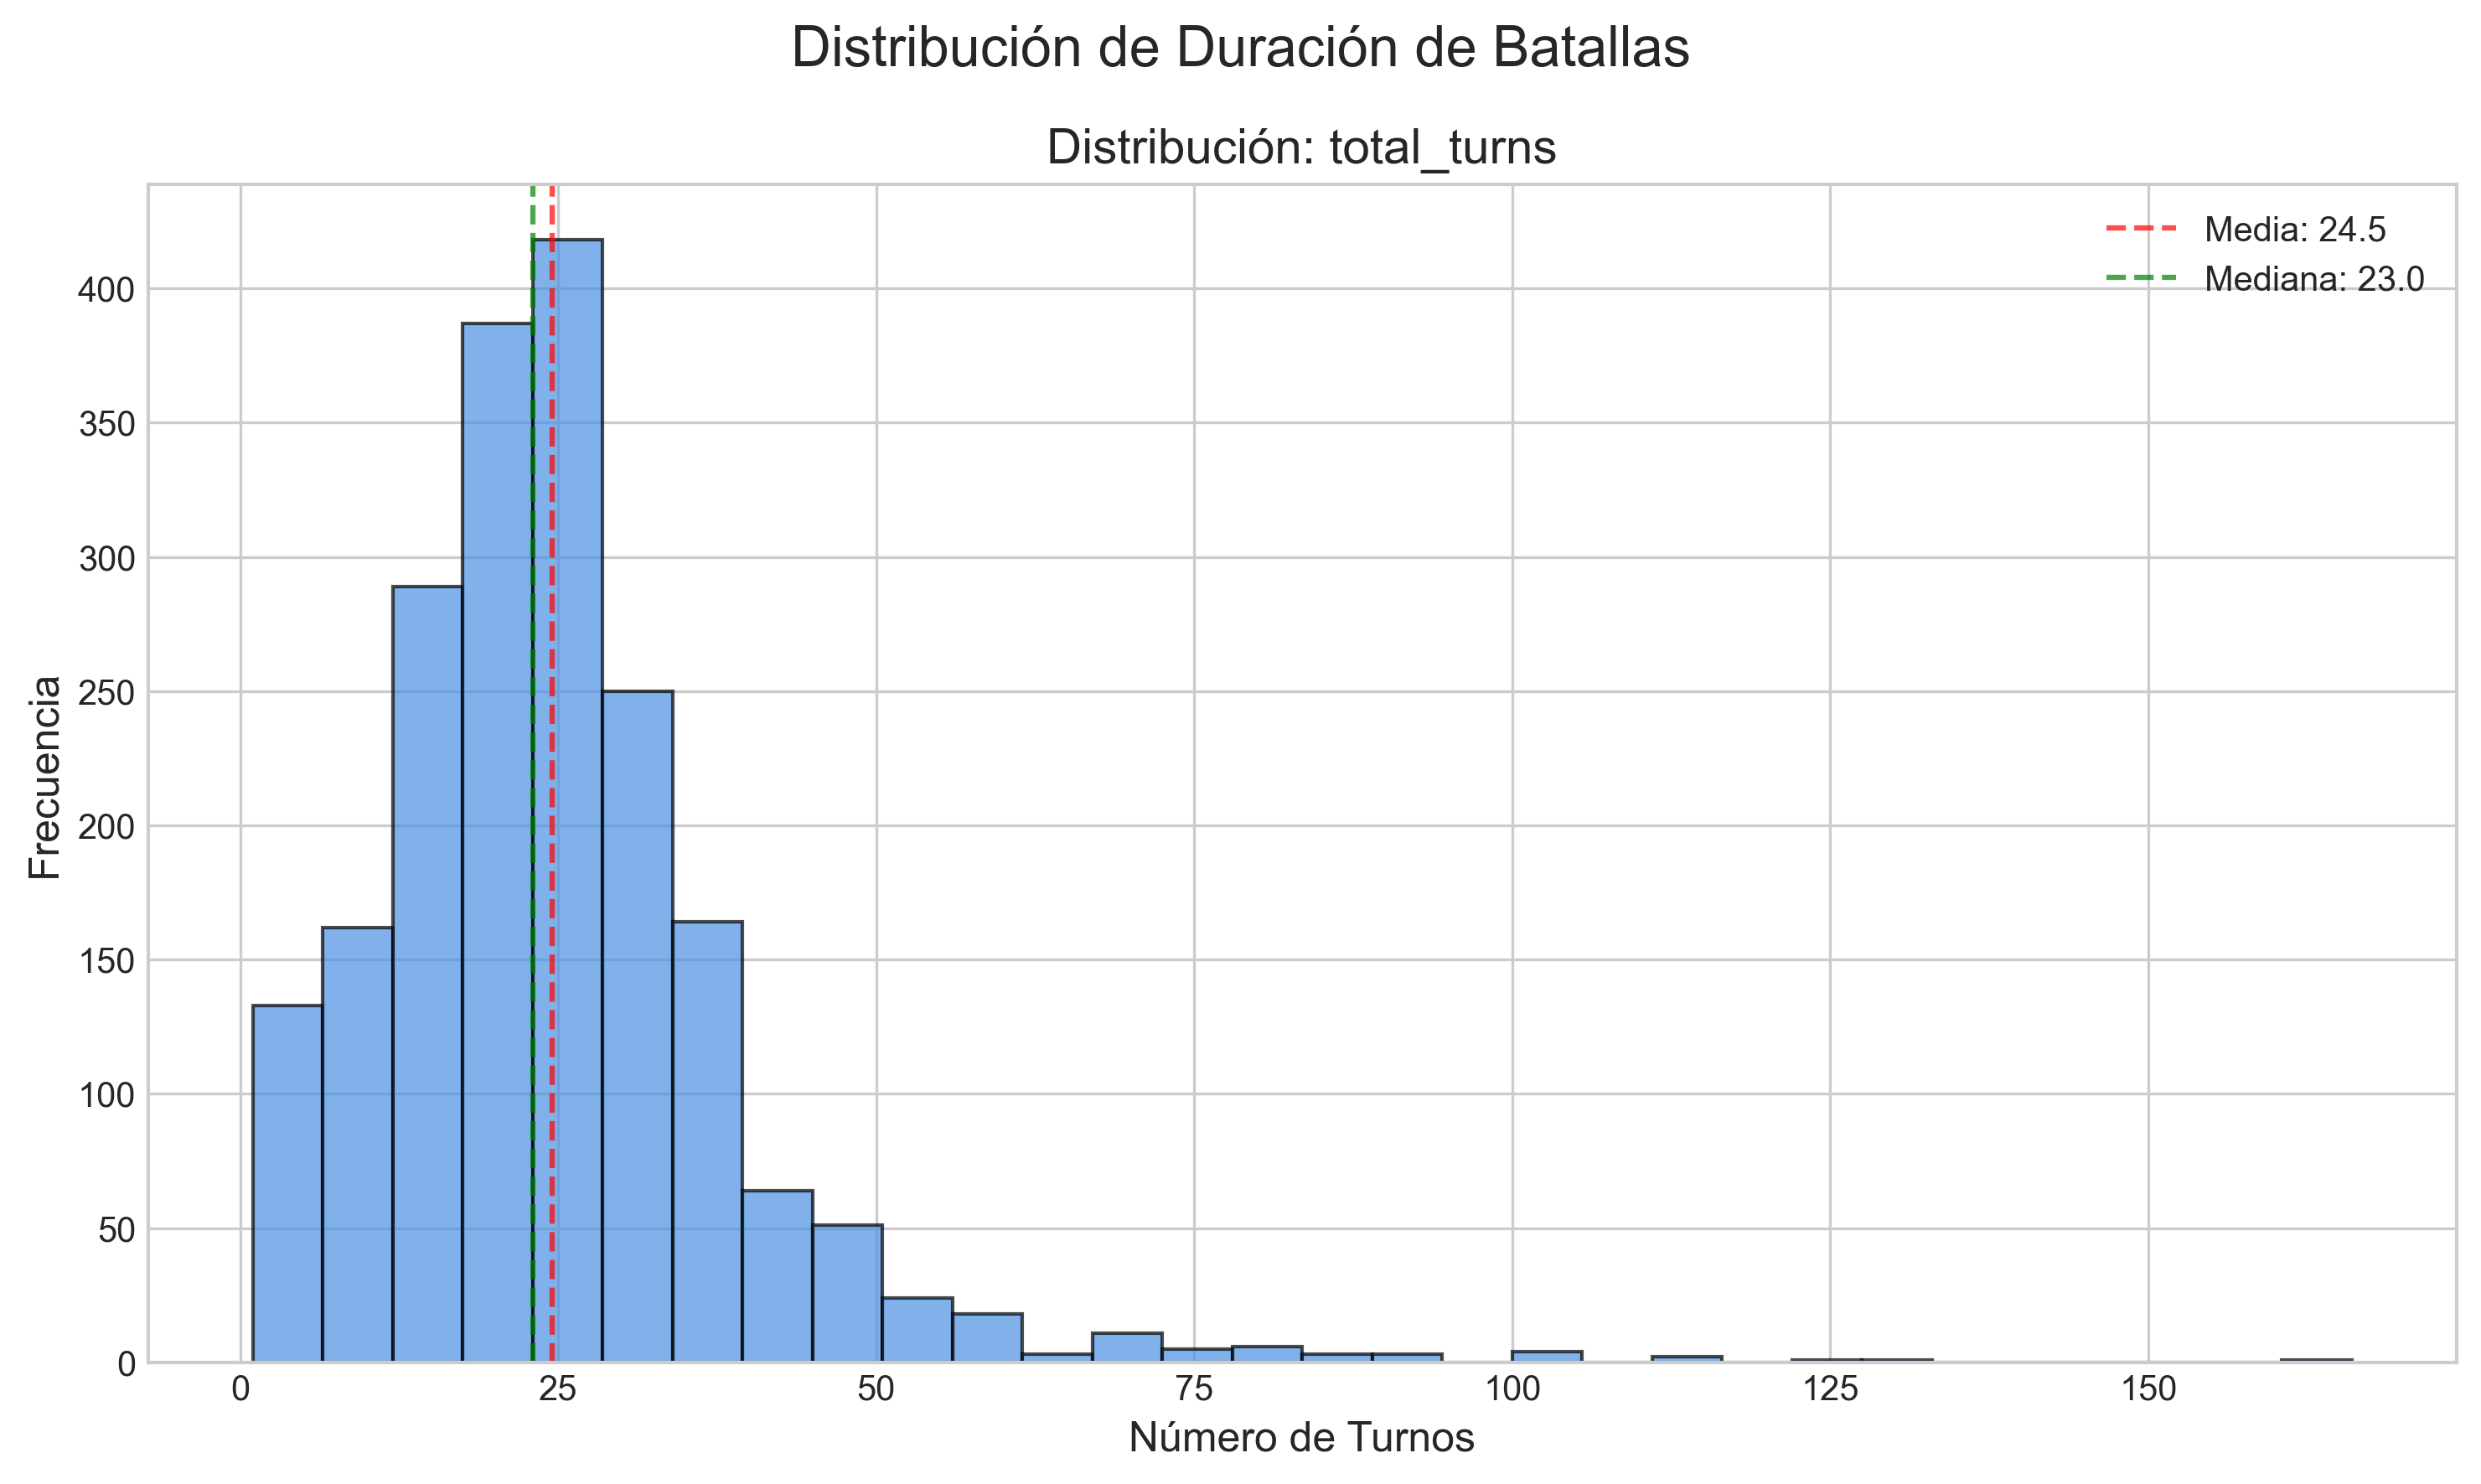 Distribución de Duración de Batallas
Distribución: total_turns
Media: 24.5
Mediana: 23.0
Frecuencia
400
350
300
250
200
150
100
50
0
0 25 50 75 100 125 150
Número de Turnos